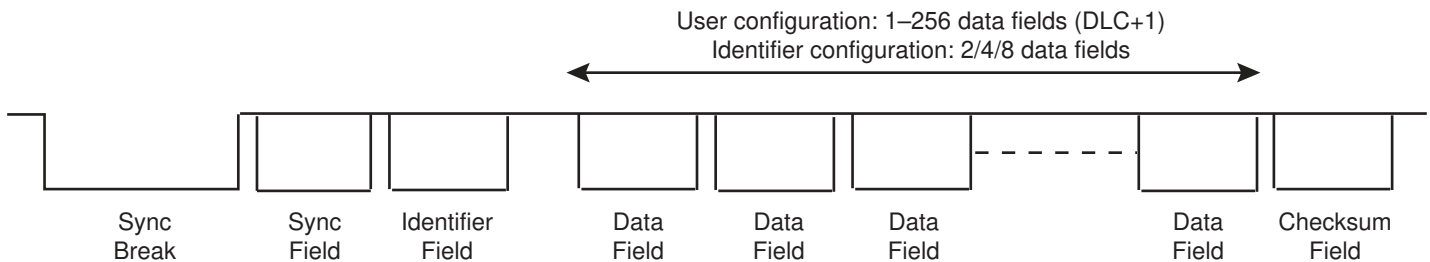 User configuration: 1–256 data fields (DLC+1)
Identifier configuration: 2/4/8 data fields
Sync Break
Sync Field
Identifier Field
Data Field
Data Field
Data Field
Data Field
Checksum Field